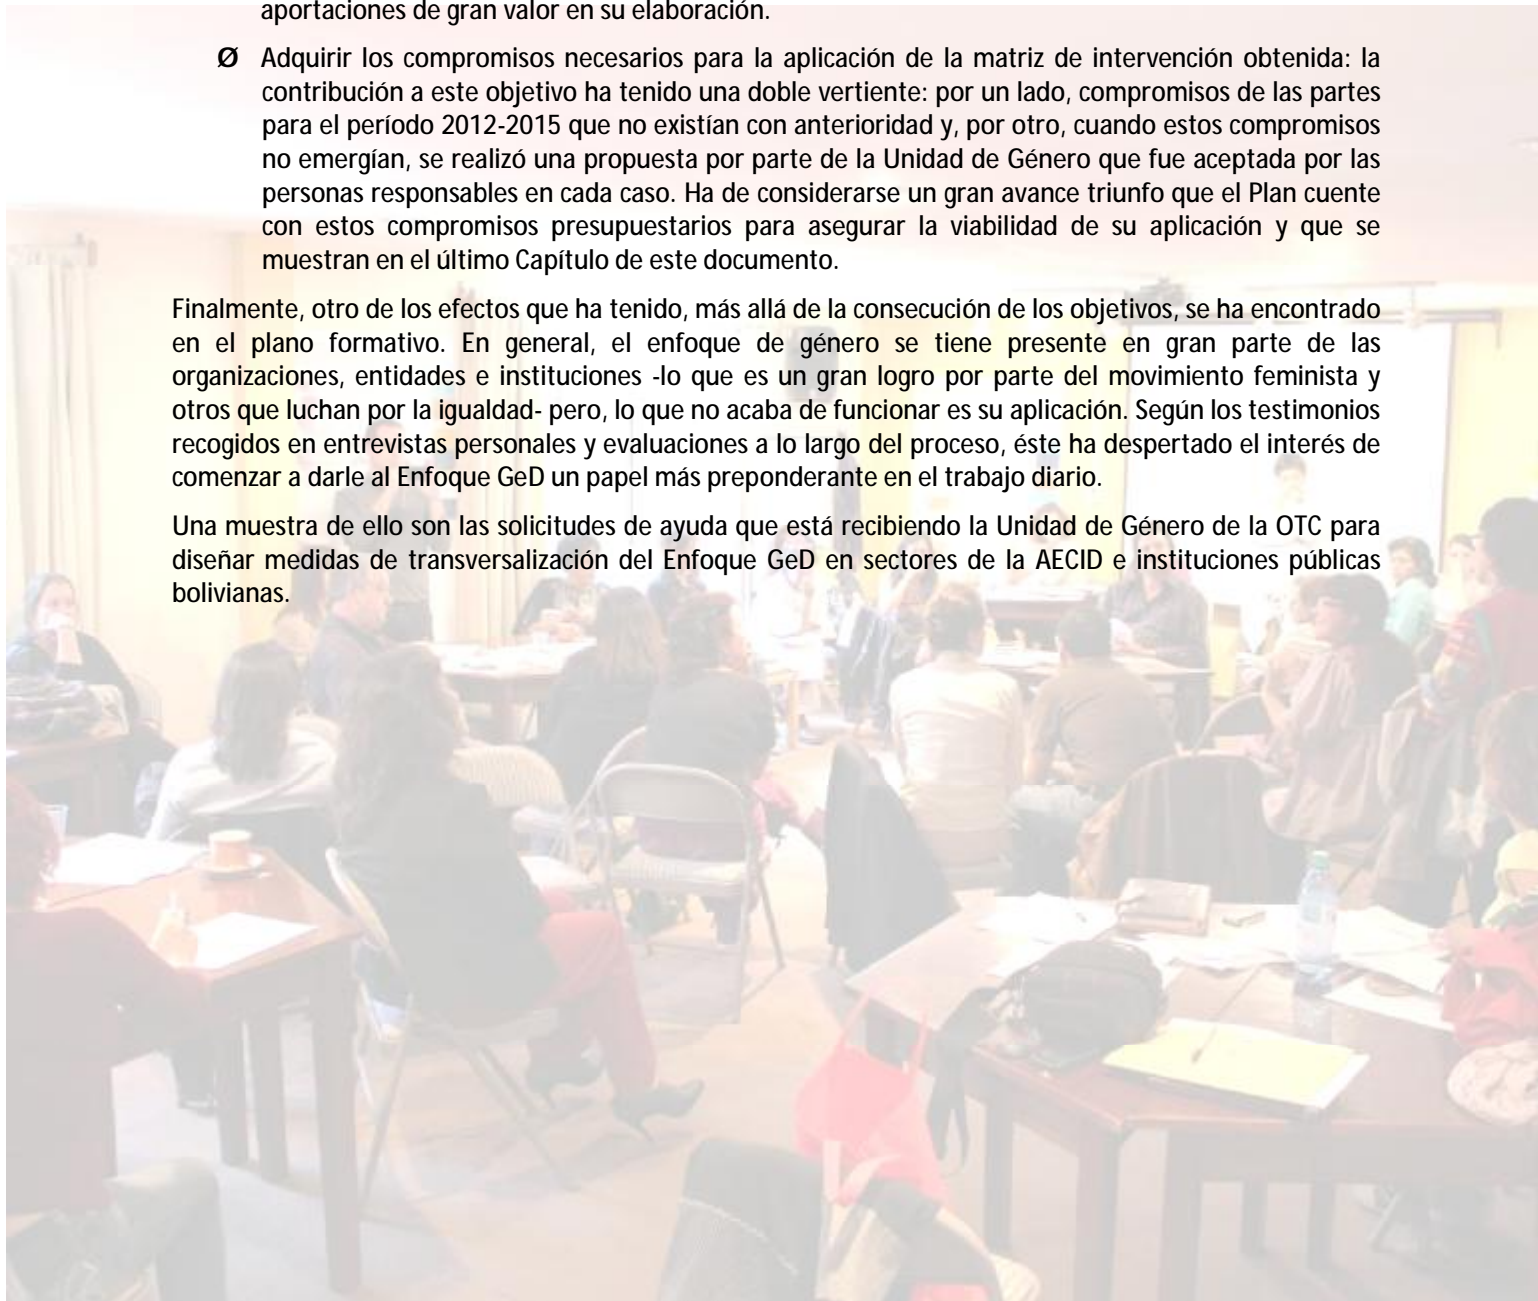 aportaciones de gran valor en su elaboración.
Ø Adquirir los compromisos necesarios para la aplicación de la matriz de intervención obtenida: la
contribución a este objetivo ha tenido una doble vertiente: por un lado, compromisos de las partes
para el período 2012-2015 que no existían con anterioridad y, por otro, cuando estos compromisos
no emergían, se realizó una propuesta por parte de la Unidad de Género que fue aceptada por las
personas responsables en cada caso. Ha de considerarse un gran avance triunfo que el Plan cuente
con estos compromisos presupuestarios para asegurar la viabilidad de su aplicación y que se
muestran en el último Capítulo de este documento.
Finalmente, otro de los efectos que ha tenido, más allá de la consecución de los objetivos, se ha encontrado
en el plano formativo. En general, el enfoque de género se tiene presente en gran parte de las
organizaciones, entidades e instituciones -lo que es un gran logro por parte del movimiento feminista y
otros que luchan por la igualdad- pero, lo que no acaba de funcionar es su aplicación. Según los testimonios
recogidos en entrevistas personales y evaluaciones a lo largo del proceso, éste ha despertado el interés de
comenzar a darle al Enfoque GeD un papel más preponderante en el trabajo diario.
Una muestra de ello son las solicitudes de ayuda que está recibiendo la Unidad de Género de la OTC para
diseñar medidas de transversalización del Enfoque GeD en sectores de la AECID e instituciones públicas
bolivianas.